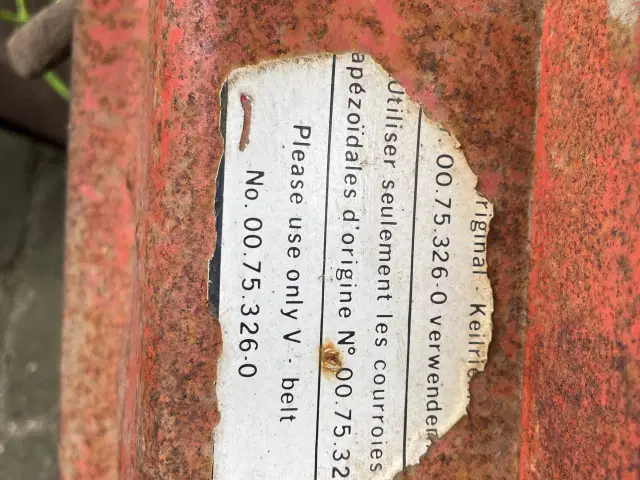 riginal Keilrie
00.75.326-0 verwenden
Utiliser seulement les courroies
apézoïdales d'origine N° 00.75.32
Please use only V - belt
No. 00.75.326-0